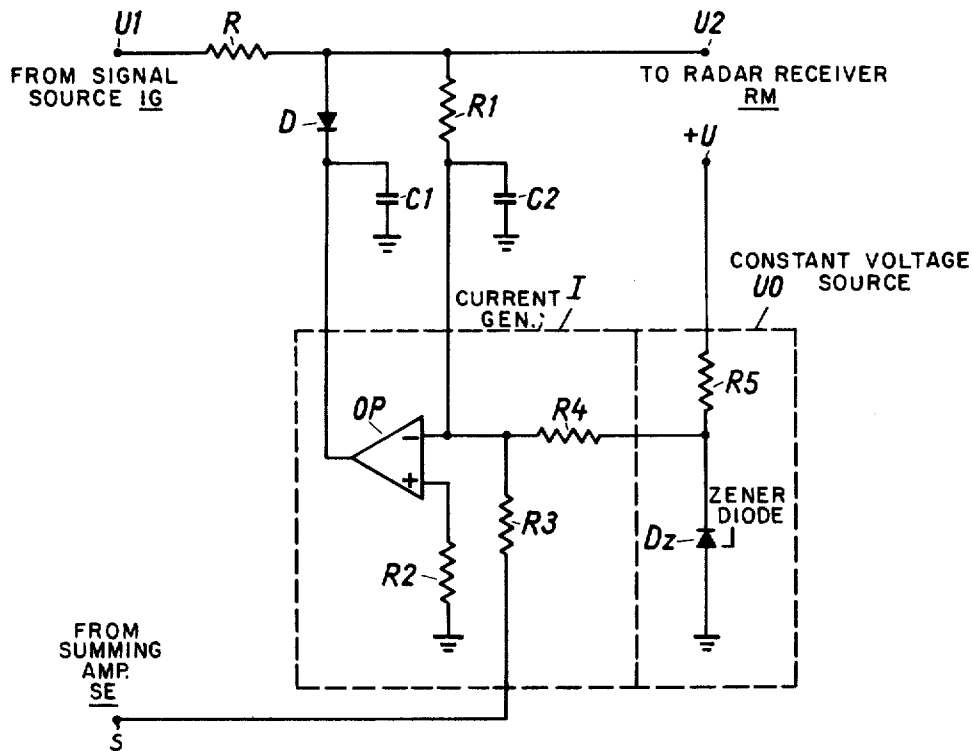 U1
R
U2
FROM SIGNAL
SOURCE IG
TO RADAR RECEIVER
RM
D
R1
+U
C1
C2
CONSTANT VOLTAGE
U0 SOURCE
CURRENT I
GEN.;
R5
OP
R4
−
+
ZENER
DIODE
R3
Dz
R2
FROM
SUMMING
AMP.
SE
S